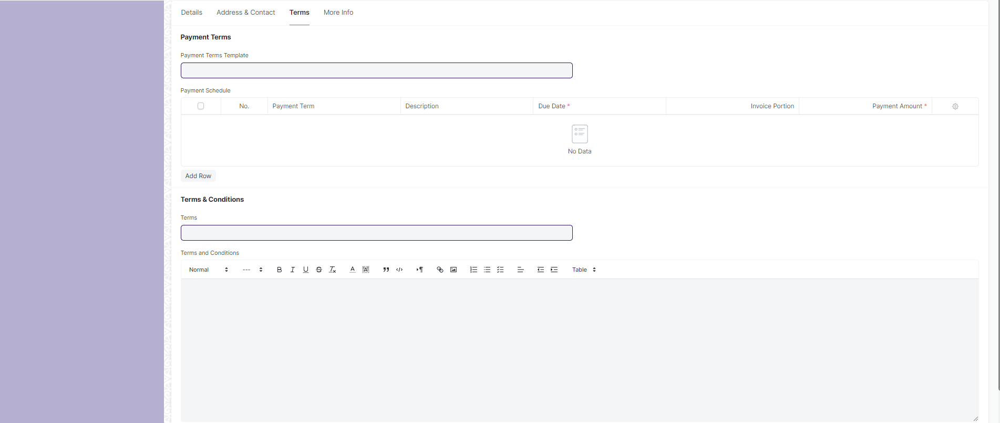 Details Address & Contact Terms More Info
Payment Terms
Payment Terms Template
Payment Schedule
No. Payment Term Description Due Date * Invoice Portion Payment Amount *
No Data
Add Row
Terms & Conditions
Terms
Terms and Conditions
Normal --- Table